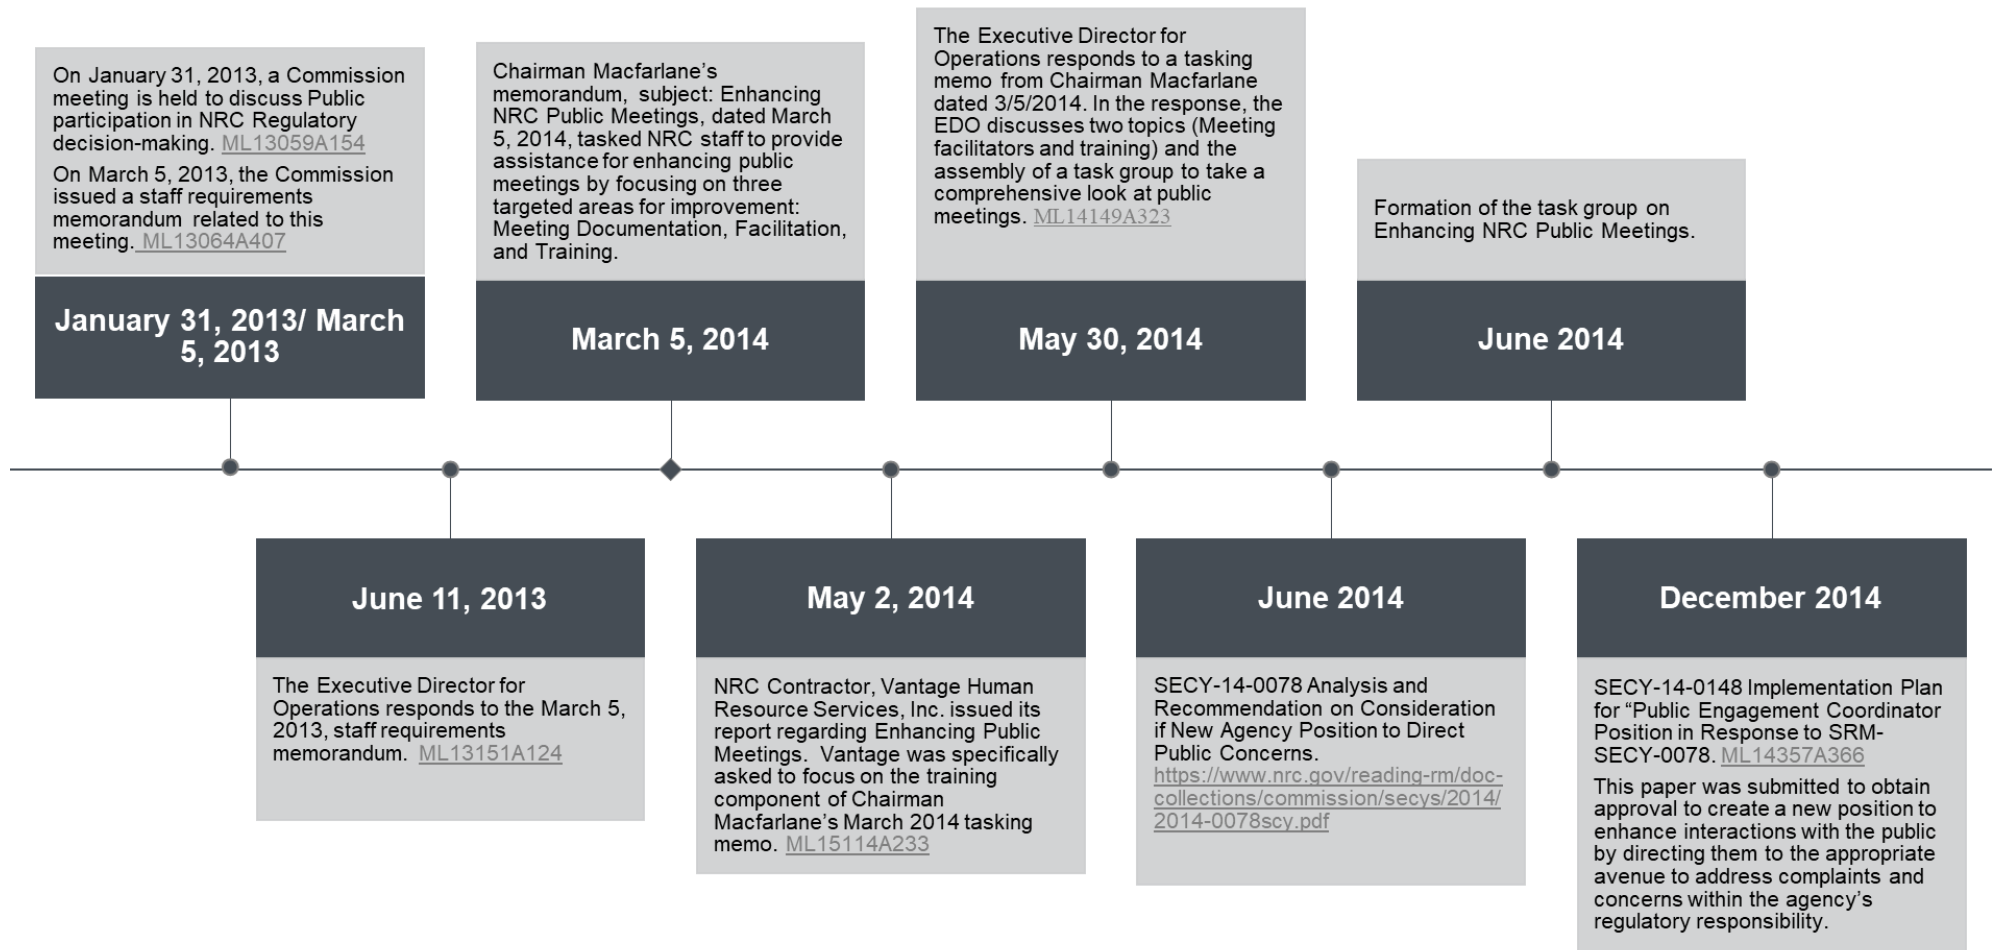 On January 31, 2013, a Commission
meeting is held to discuss Public
participation in NRC Regulatory
decision-making. ML13059A154
On March 5, 2013, the Commission
issued a staff requirements
memorandum related to this
meeting. ML13064A407
January 31, 2013/ March
5, 2013
June 11, 2013
The Executive Director for
Operations responds to the March 5,
2013, staff requirements
memorandum. ML13151A124
Chairman Macfarlane's
memorandum, subject: Enhancing
NRC Public Meetings, dated March
5, 2014, tasked NRC staff to provide
assistance for enhancing public
meetings by focusing on three
targeted areas for improvement:
Meeting Documentation, Facilitation,
and Training.
March 5, 2014
May 2, 2014
NRC Contractor, Vantage Human
Resource Services, Inc. issued its
report regarding Enhancing Public
Meetings. Vantage was specifically
asked to focus on the training
component of Chairman
Macfarlane's March 2014 tasking
memo. ML15114A233
The Executive Director for
Operations responds to a tasking
memo from Chairman Macfarlane
dated 3/5/2014. In the response, the
EDO discusses two topics (Meeting
facilitators and training) and the
assembly of a task group to take a
comprehensive look at public
meetings. ML14149A323
May 30, 2014
June 2014
SECY-14-0078 Analysis and
Recommendation on Consideration
if New Agency Position to Direct
Public Concerns.
https://www.nrc.gov/reading-rm/doc-
collections/commission/secys/2014/
2014-0078scy.pdf
Formation of the task group on
Enhancing NRC Public Meetings.
June 2014
December 2014
SECY-14-0148 Implementation Plan
for “Public Engagement Coordinator
Position in Response to SRM-
SECY-0078. ML14357A366
This paper was submitted to obtain
approval to create a new position to
enhance interactions with the public
by directing them to the appropriate
avenue to address complaints and
concerns within the agency's
regulatory responsibility.